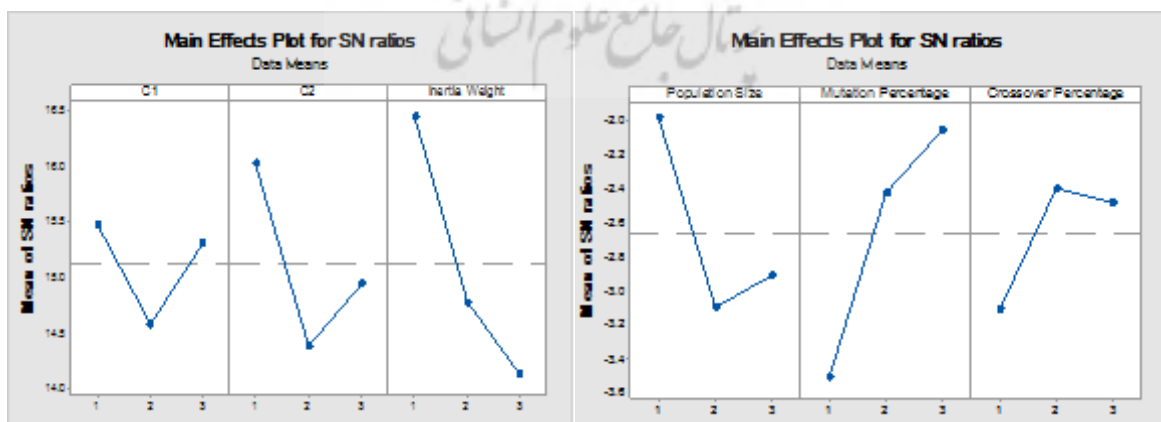 پرتال جامع علوم انسانی
Main Effects Plot for SN ratios
Data Means
C1 C2 Inertia Weight
Mean of SN ratios
16.5
16.0
15.5
15.0
14.5
14.0
1 2 3 1 2 3 1 2 3
Main Effects Plot for SN ratios
Data Means
Population Size Mutation Percentage Crossover Percentage
Mean of SN ratios
-2.0
-2.2
-2.4
-2.6
-2.8
-3.0
-3.2
-3.4
-3.6
1 2 3 1 2 3 1 2 3